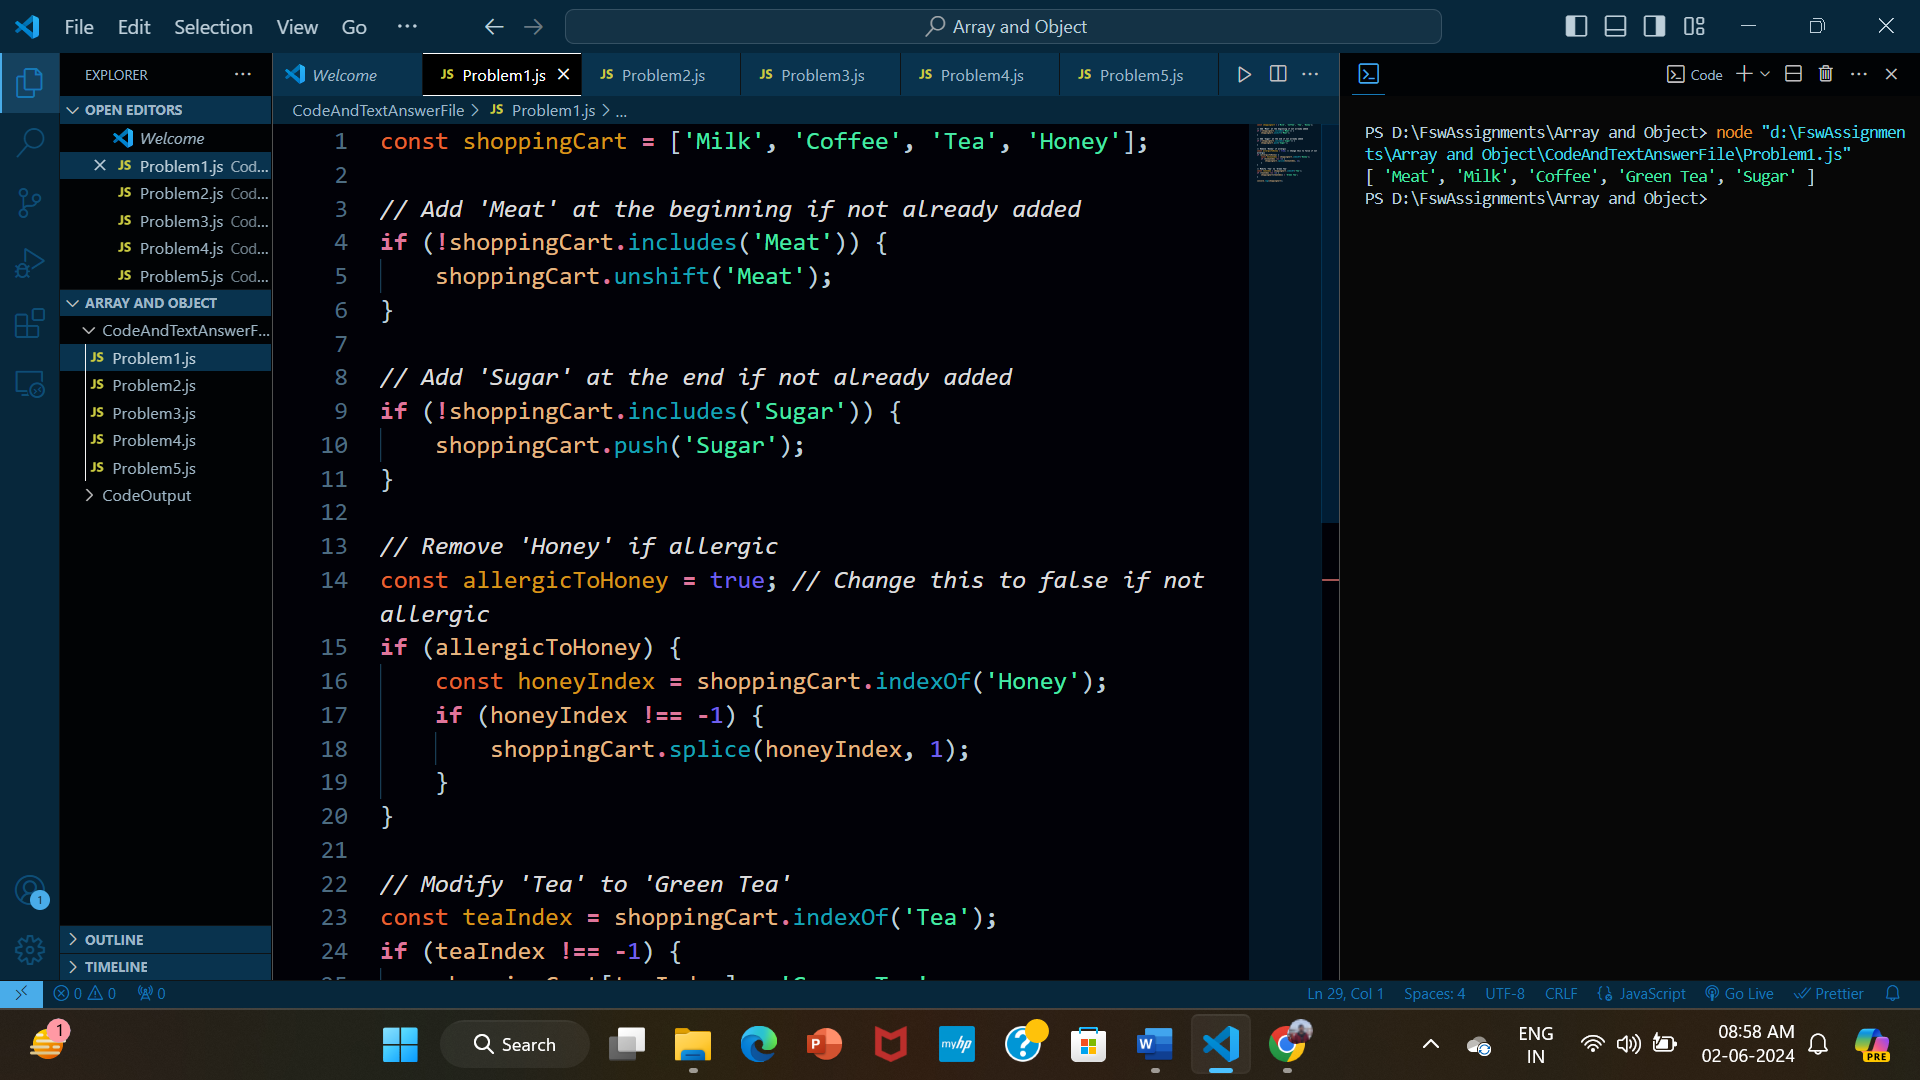 File Edit Selection View Go ... Array and Object
EXPLORER ...
OPEN EDITORS
Welcome
Problem1.js Cod...
Problem2.js Cod...
Problem3.js Cod...
Problem4.js Cod...
Problem5.js Cod...
ARRAY AND OBJECT
CodeAndTextAnswerF...
JS Problem1.js
JS Problem2.js
JS Problem3.js
JS Problem4.js
JS Problem5.js
CodeOutput
OUTLINE
TIMELINE
Welcome JS Problem1.js JS Problem2.js JS Problem3.js JS Problem4.js JS Problem5.js
CodeAndTextAnswerFile > JS Problem1.js > ...
1 const shoppingCart = ['Milk', 'Coffee', 'Tea', 'Honey'];
2
3 // Add 'Meat' at the beginning if not already added
4 if (!shoppingCart.includes('Meat')) {
5 shoppingCart.unshift('Meat');
6 }
7
8 // Add 'Sugar' at the end if not already added
9 if (!shoppingCart.includes('Sugar')) {
10 shoppingCart.push('Sugar');
11 }
12
13 // Remove 'Honey' if allergic
14 const allergicToHoney = true; // Change this to false if not
allergic
15 if (allergicToHoney) {
16 const honeyIndex = shoppingCart.indexOf('Honey');
17 if (honeyIndex !== -1) {
18 shoppingCart.splice(honeyIndex, 1);
19 }
20 }
21
22 // Modify 'Tea' to 'Green Tea'
23 const teaIndex = shoppingCart.indexOf('Tea');
24 if (teaIndex !== -1) {
Code
PS D:\FswAssignments\Array and Object> node "d:\FswAssignmen
ts\Array and Object\CodeAndTextAnswerFile\Problem1.js"
[ 'Meat', 'Milk', 'Coffee', 'Green Tea', 'Sugar' ]
PS D:\FswAssignments\Array and Object>
0 0 0 Ln 29, Col 1 Spaces: 4 UTF-8 CRLF {} JavaScript Go Live Prettier
1 Search myhp ENG
IN
08:58 AM
02-06-2024
PRE